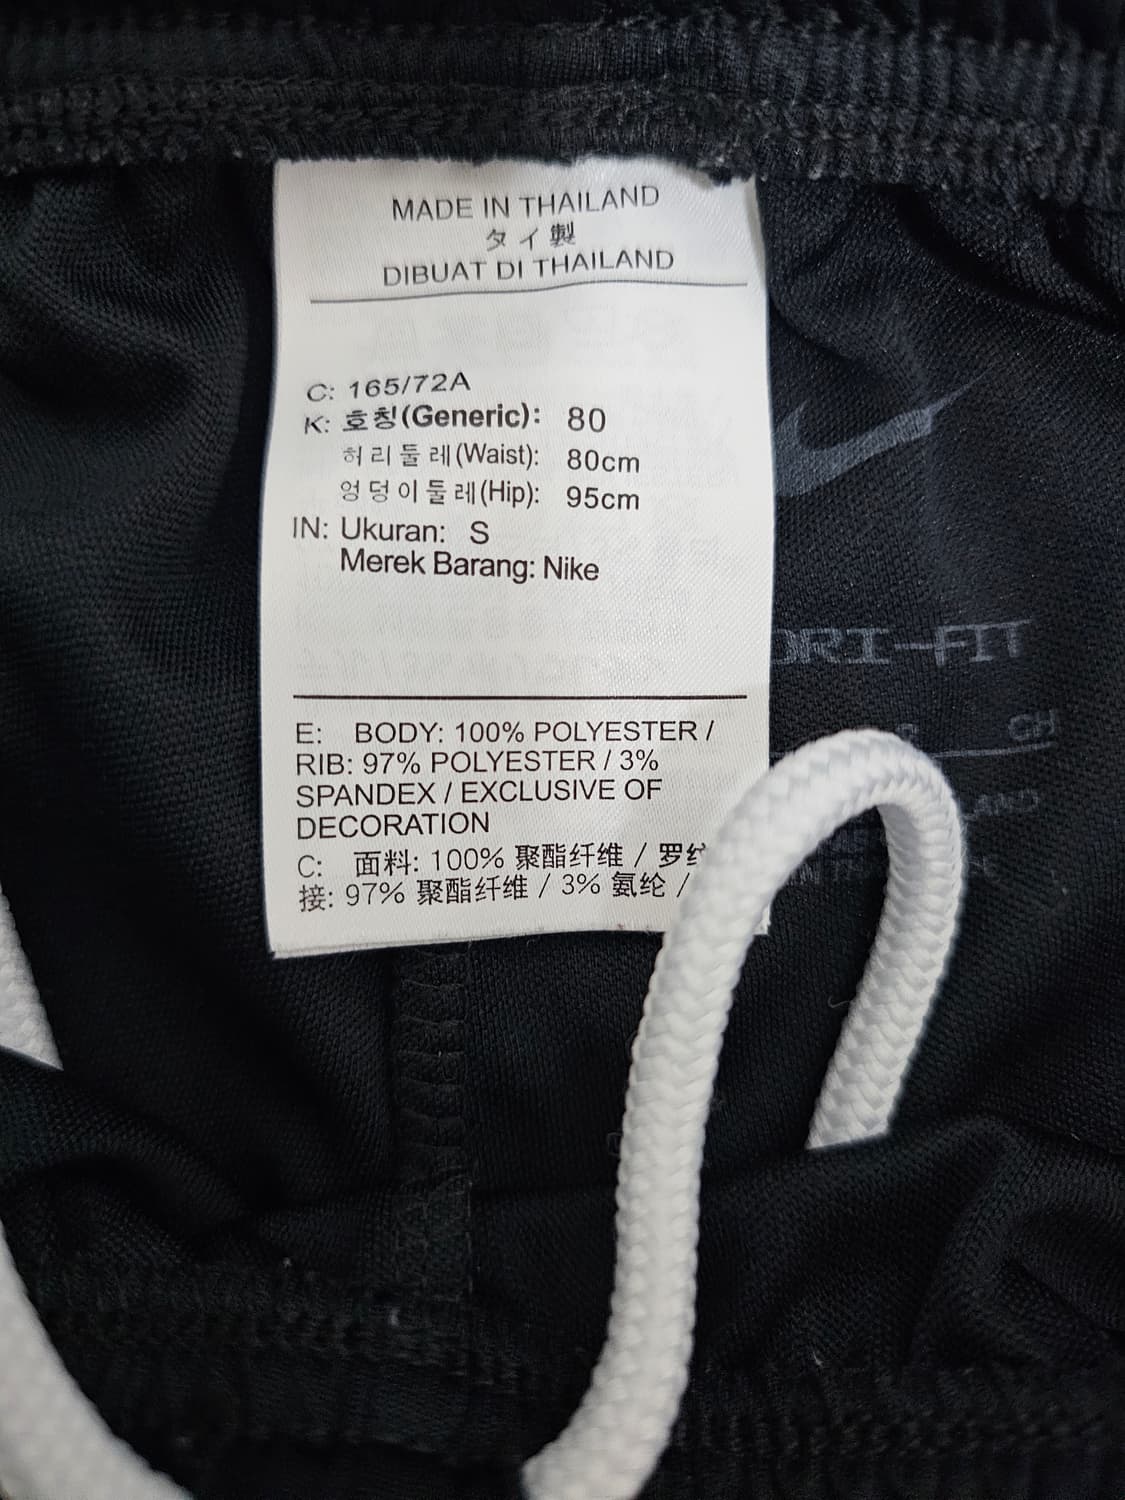 MADE IN THAILAND
タイ製
DIBUAT DI THAILAND
C: 165/72A
K: 호칭(Generic): 80
허리둘레(Waist): 80cm
엉덩이둘레(Hip): 95cm
IN: Ukuran: S
Merek Barang: Nike
E: BODY: 100% POLYESTER /
RIB: 97% POLYESTER / 3%
SPANDEX / EXCLUSIVE OF
DECORATION
C: 面料: 100% 聚酯纤维 / 罗纹
接: 97% 聚酯纤维 / 3% 氨纶 /
DRI-FIT
CH